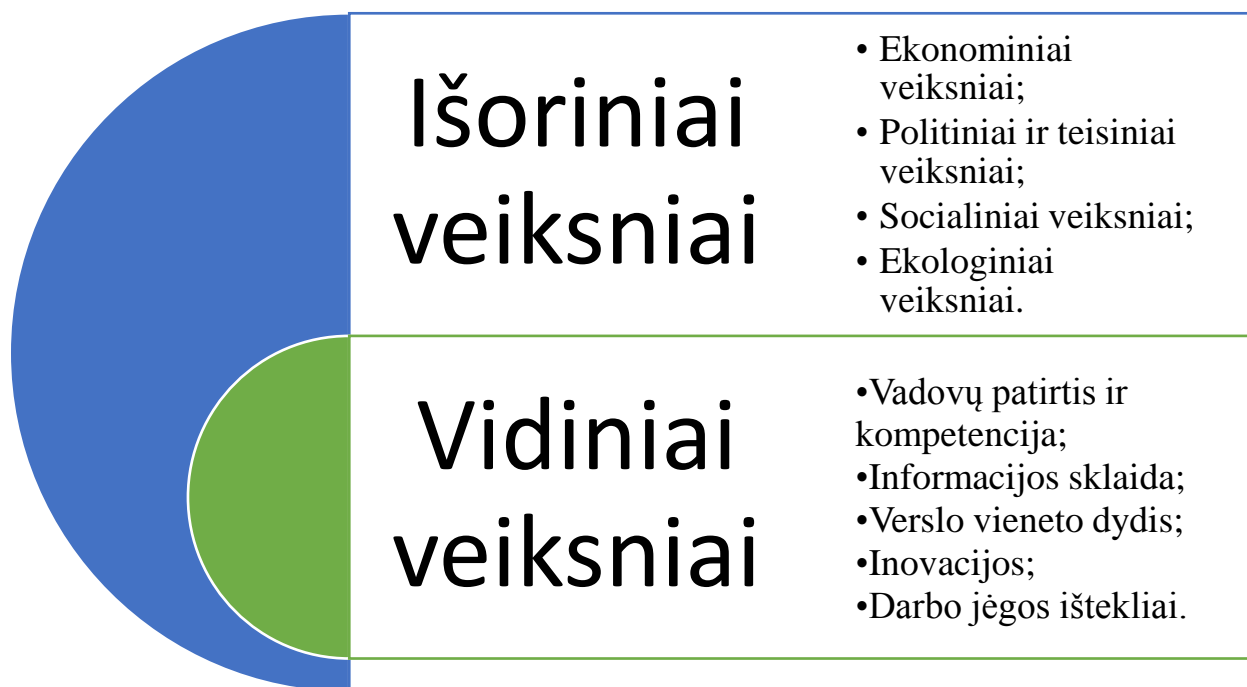 Išoriniai
veiksniai
• Ekonominiai
veiksniai;
• Politiniai ir teisiniai
veiksniai;
• Socialiniai veiksniai;
• Ekologiniai
veiksniai.
Vidiniai
veiksniai
•Vadovų patirtis ir
kompetencija;
•Informacijos sklaida;
•Verslo vieneto dydis;
•Inovacijos;
•Darbo jėgos ištekliai.